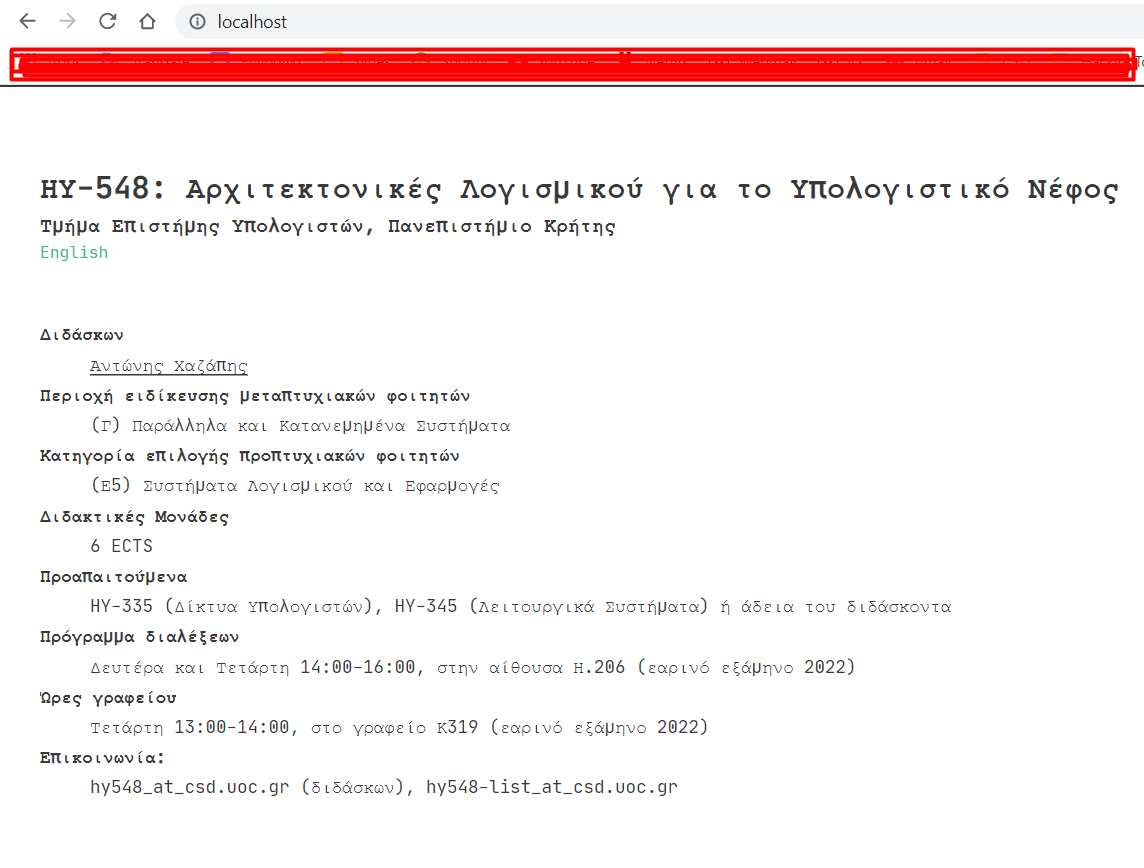 localhost
HY-548: Αρχιτεκτονικές Λογισμικού για το Υπολογιστικό Νέφος
Τμήμα Επιστήμης Υπολογιστών, Πανεπιστήμιο Κρήτης
English
Διδάσκων
Αντώνης Χαζάπης
Περιοχή ειδίκευσης μεταπτυχιακών φοιτητών
(Γ) Παράλληλα και Κατανεμημένα Συστήματα
Κατηγορία επιλογής προπτυχιακών φοιτητών
(Ε5) Συστήματα Λογισμικού και Εφαρμογές
Διδακτικές Μονάδες
6 ECTS
Προαπαιτούμενα
HY-335 (Δίκτυα Υπολογιστών), HY-345 (Λειτουργικά Συστήματα) ή άδεια του διδάσκοντα
Πρόγραμμα διαλέξεων
Δευτέρα και Τετάρτη 14:00-16:00, στην αίθουσα Η.206 (εαρινό εξάμηνο 2022)
Ώρες γραφείου
Τετάρτη 13:00-14:00, στο γραφείο Κ319 (εαρινό εξάμηνο 2022)
Επικοινωνία:
hy548_at_csd.uoc.gr (διδάσκων), hy548-list_at_csd.uoc.gr